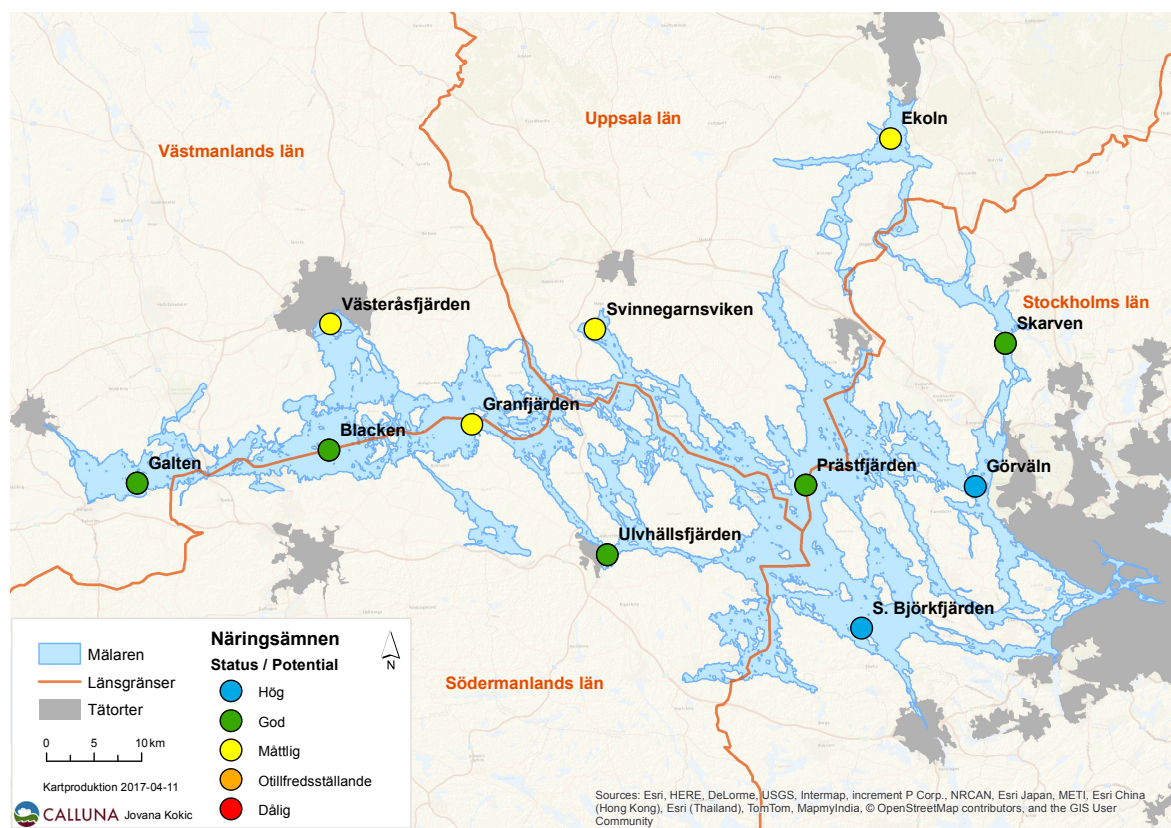 Ekoln
Uppsala län
Västmanlands län
Stockholms län
Skarven
Västeråsfjärden
Svinnegarnsviken
Granfjärden
Blacken
Galten
Prästfjärden
Görväln
Ulvhällsfjärden
S. Björkfjärden
Södermanlands län
Mälaren
Länsgränser
Tätorter
0 5 10 km
Kartproduktion 2017-04-11
CALLUNA Jovana Kokic
Näringsämnen
Status / Potential
N
Hög
God
Måttlig
Otillfredsställande
Dålig
Sources: Esri, HERE, DeLorme, USGS, Intermap, increment P Corp., NRCAN, Esri Japan, METI, Esri China
(Hong Kong), Esri (Thailand), TomTom, MapmyIndia, © OpenStreetMap contributors, and the GIS User
Community